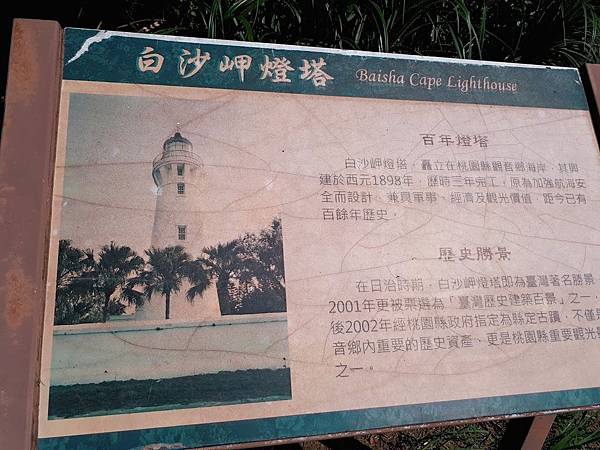 白沙岬燈塔 Baisha Cape Lighthouse
百年燈塔
白沙岬燈塔，矗立在桃園縣觀音鄉海岸，其興
建於西元1898年，歷時三年完工，原為加強航海安
全而設計，兼具軍事、經濟及觀光價值，距今已有
百餘年歷史。
歷史勝景
在日治時期，白沙岬燈塔即為臺灣著名勝景
2001年更被選為「臺灣歷史建築百景」之一，
後2002年經桃園縣政府指定為縣定古蹟，不僅是
音鄉內重要的歷史資產，更是桃園縣重要觀光
之一。